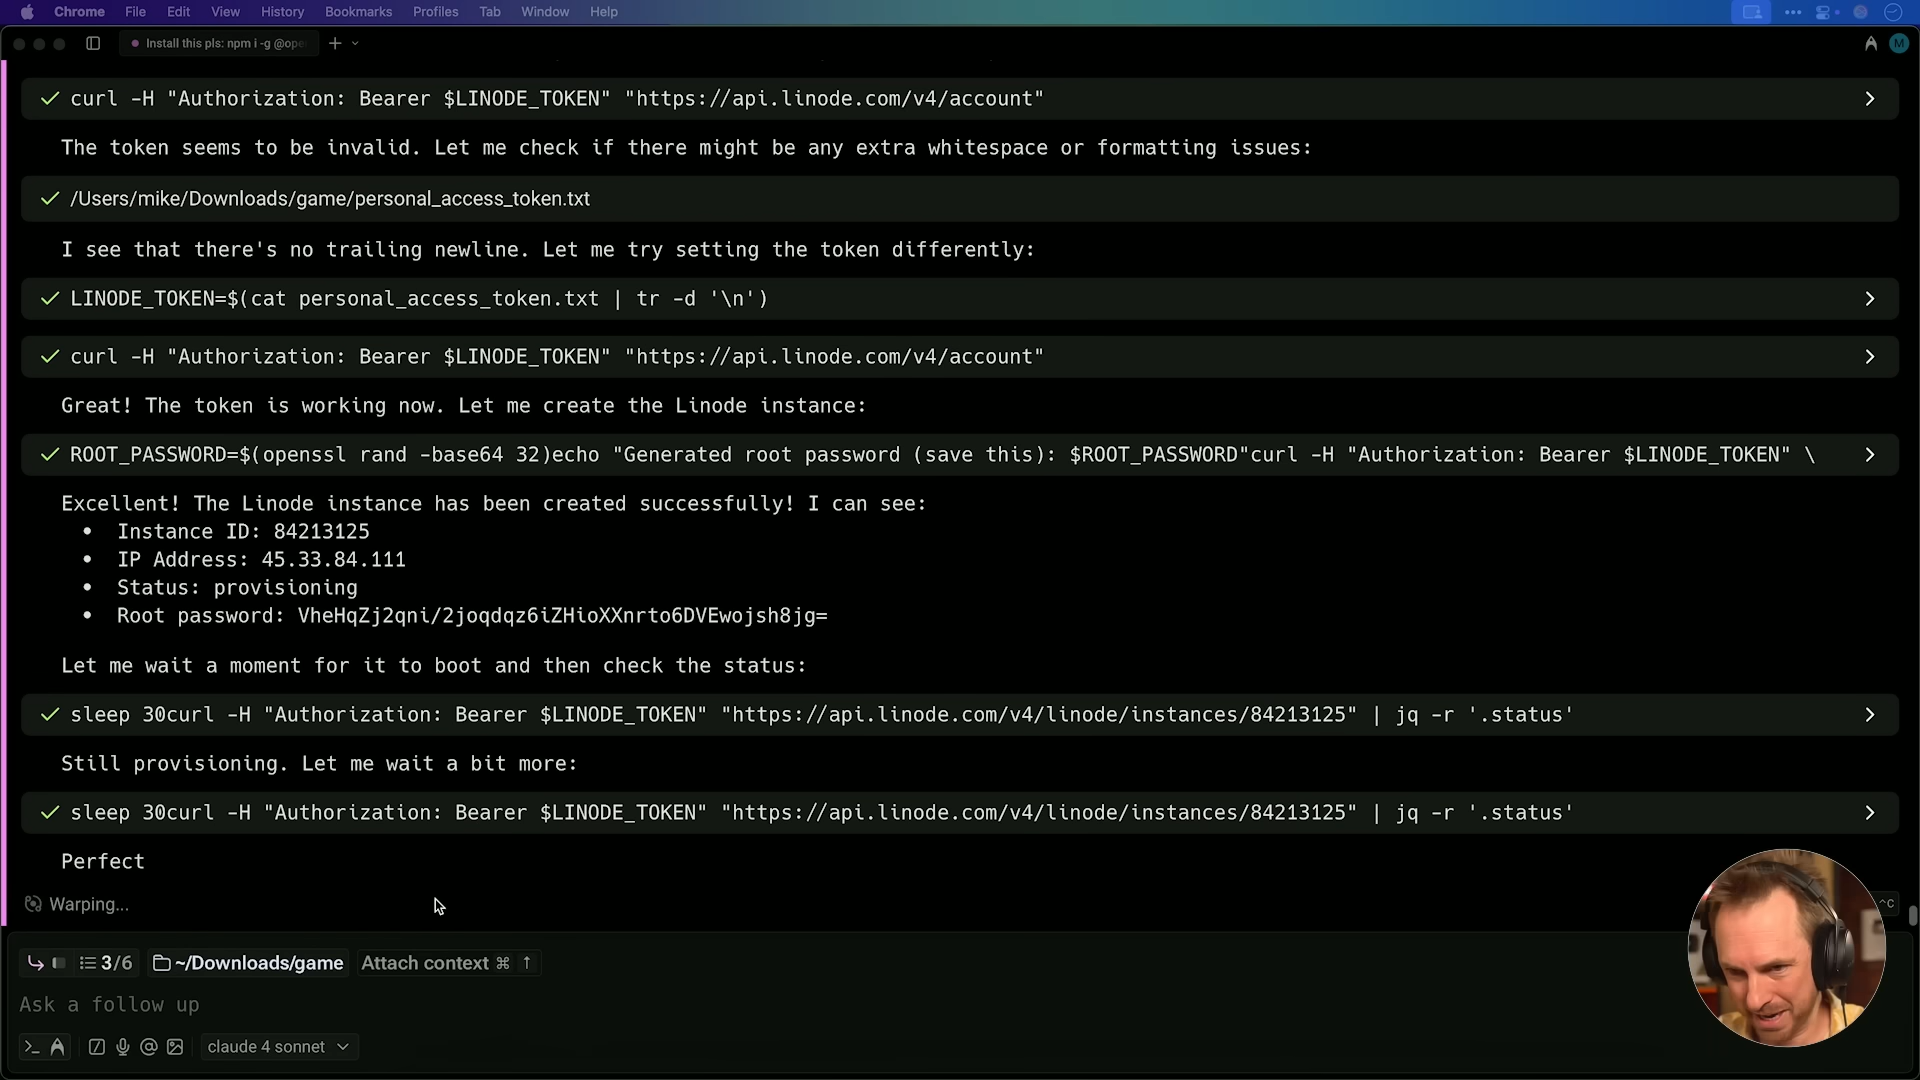 Chrome File Edit View History Bookmarks Profiles Tab Window Help
Install this pls: npm i -g @ope
M
curl -H "Authorization: Bearer $LINODE_TOKEN" "https://api.linode.com/v4/account"
The token seems to be invalid. Let me check if there might be any extra whitespace or formatting issues:
/Users/mike/Downloads/game/personal_access_token.txt
I see that there's no trailing newline. Let me try setting the token differently:
LINODE_TOKEN=$(cat personal_access_token.txt | tr -d '\n')
curl -H "Authorization: Bearer $LINODE_TOKEN" "https://api.linode.com/v4/account"
Great! The token is working now. Let me create the Linode instance:
ROOT_PASSWORD=$(openssl rand -base64 32)echo "Generated root password (save this): $ROOT_PASSWORD"curl -H "Authorization: Bearer $LINODE_TOKEN" \
Excellent! The Linode instance has been created successfully! I can see:
• Instance ID: 84213125
• IP Address: 45.33.84.111
• Status: provisioning
• Root password: VheHqZj2qni/2joqdqz6iZHioXXnrto6DVEwojsh8jg=
Let me wait a moment for it to boot and then check the status:
sleep 30curl -H "Authorization: Bearer $LINODE_TOKEN" "https://api.linode.com/v4/linode/instances/84213125" | jq -r '.status'
Still provisioning. Let me wait a bit more:
sleep 30curl -H "Authorization: Bearer $LINODE_TOKEN" "https://api.linode.com/v4/linode/instances/84213125" | jq -r '.status'
Perfect
Warping...
^C
3/6 ~/Downloads/game Attach context ⌘ ↑
Ask a follow up
claude 4 sonnet